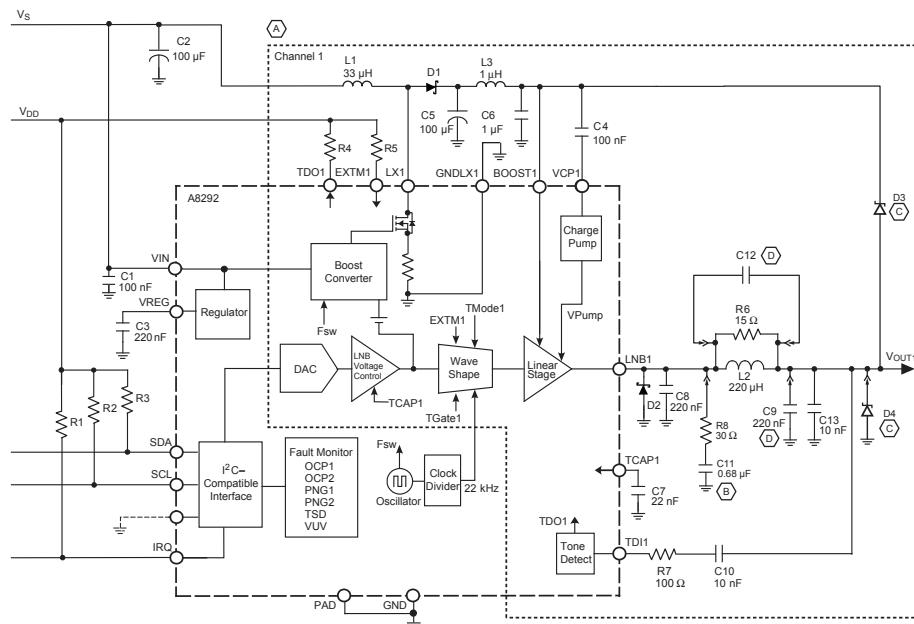 V_S
A
C2
100 µF
Channel 1
L1
33 µH
D1
L3
1 µH
C5
100 µF
C6
1 µF
C4
100 nF
V_DD
R4
R5
TDO1
EXTM1
LX1
GNDLX1
BOOST1
VCP1
A8292
D3
C
Charge
Pump
C12
D
VIN
C1
100 nF
Boost
Converter
VREG
C3
220 nF
Regulator
Fsw
EXTM1
TMode1
VPump
R6
15 Ω
LNB1
V_OUT1
L2
220 µH
DAC
LNB
Voltage
Control
Wave
Shape
Linear
Stage
TCAP1
TGate1
D2
C8
220 nF
R8
30 Ω
C9
220 nF
D
C13
10 nF
D4
C
R1
R2
R3
C11
0.68 µF
B
SDA
SCL
IRQ
I²C–
Compatible
Interface
Fault Monitor
OCP1
OCP2
PNG1
PNG2
TSD
VUV
Fsw
Oscillator
Clock
Divider
22 kHz
TCAP1
C7
22 nF
TDO1
Tone
Detect
TDI1
R7
100 Ω
C10
10 nF
PAD
GND